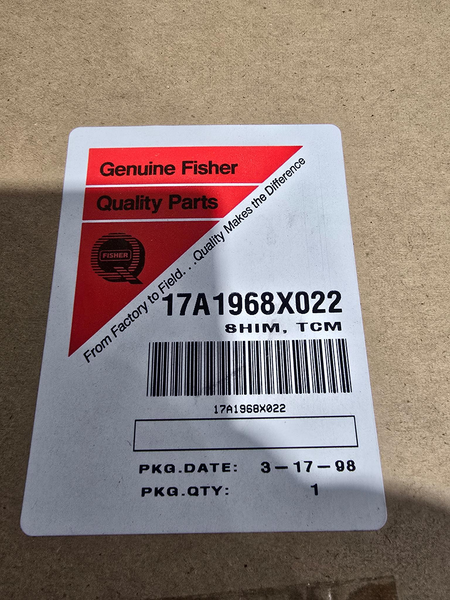 Genuine Fisher
Quality Parts
FISHER
From Factory to Field. . .Quality Makes the Difference
17A1968X022
SHIM, TCM
17A1968X022
PKG.DATE: 3-17-98
PKG.QTY: 1